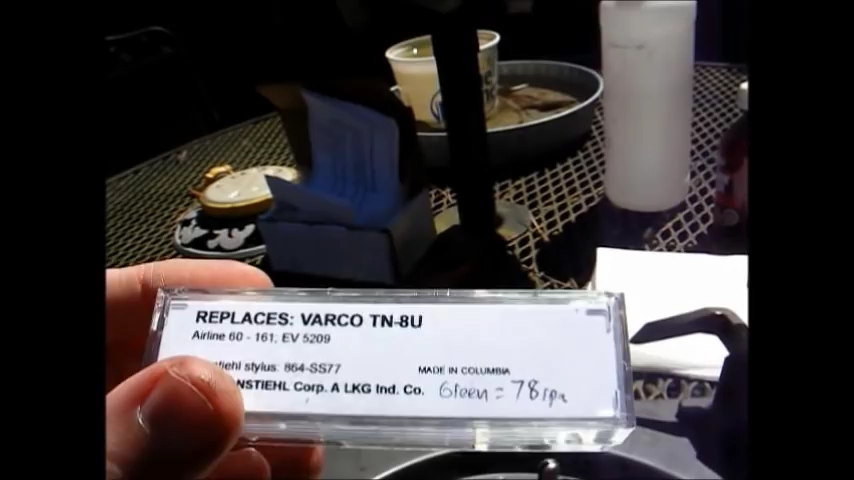 REPLACES: VARCO TN-8U
Airline 60 - 161; EV 5209
stylus: 864-SS77
MADE IN COLUMBIA
Corp. A LKG Ind. Co.
Green = 78rpm